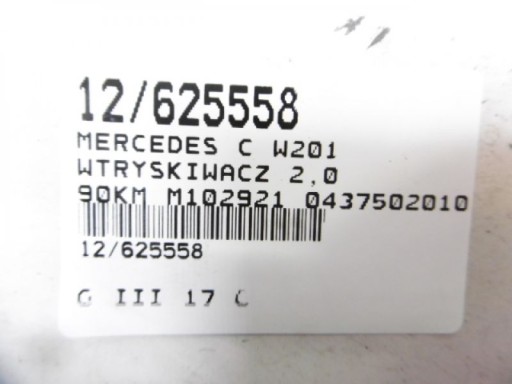 12/625558
MERCEDES C W201
WTRYSKIWACZ 2,0
90KM M102921 0437502010
12/625558
G III 17 C